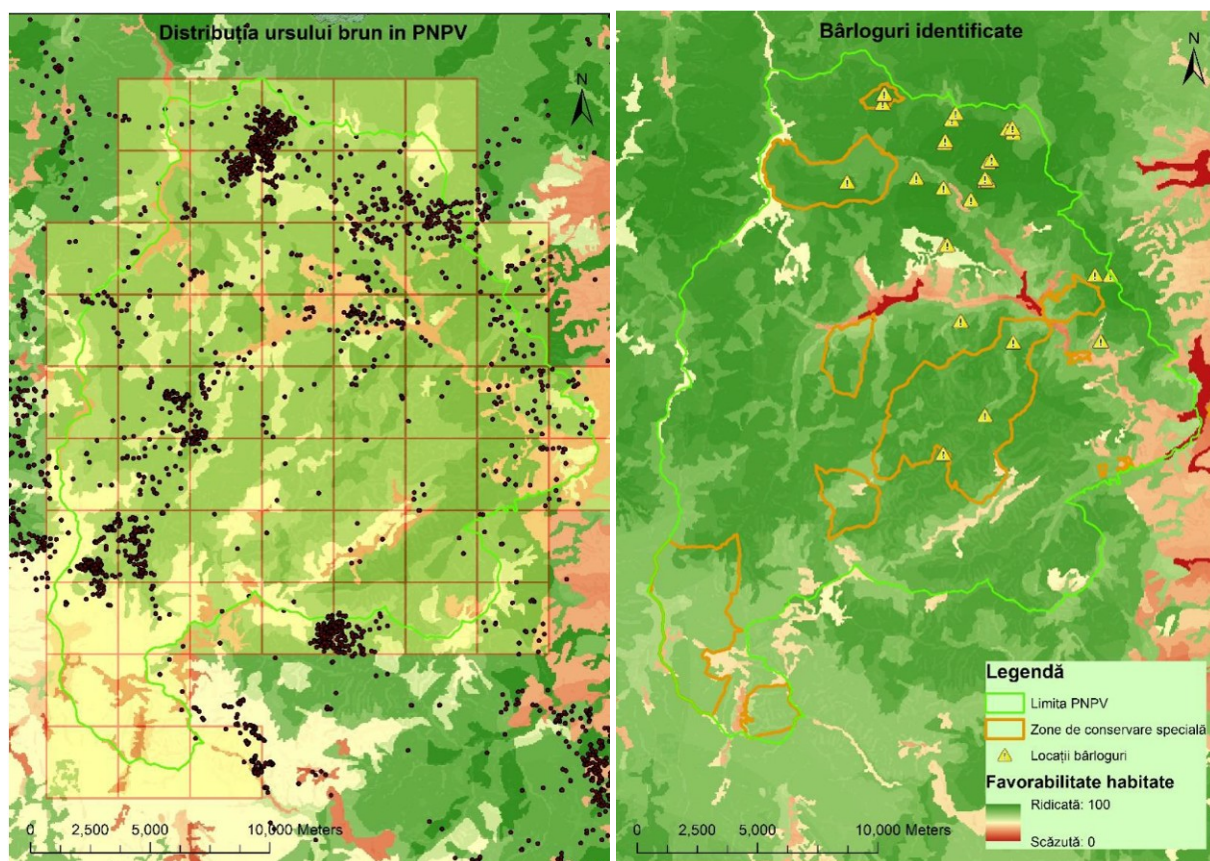 Distribuția ursului brun in PNPV
N
0 2,500 5,000 10,000 Meters
Bârloguri identificate
N
Legendă
Limita PNPV
Zone de conservare specială
Locații bârloguri
Favorabilitate habitate
Ridicată: 100
Scăzută: 0
0 2,500 5,000 10,000 Meters